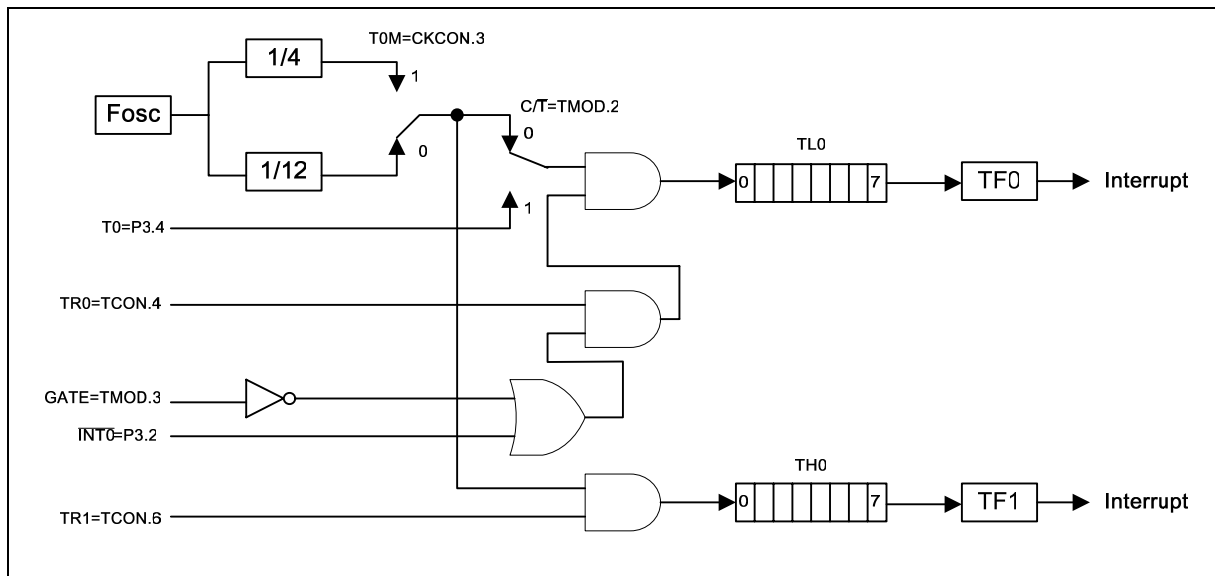 T0M=CKCON.3
1/4
1
Fosc
C/T̅=TMOD.2
0
1/12
0
TL0
0 7
TF0
Interrupt
1
T0=P3.4
TR0=TCON.4
GATE=TMOD.3
I̅N̅T̅0̅=P3.2
TH0
0 7
TF1
Interrupt
TR1=TCON.6